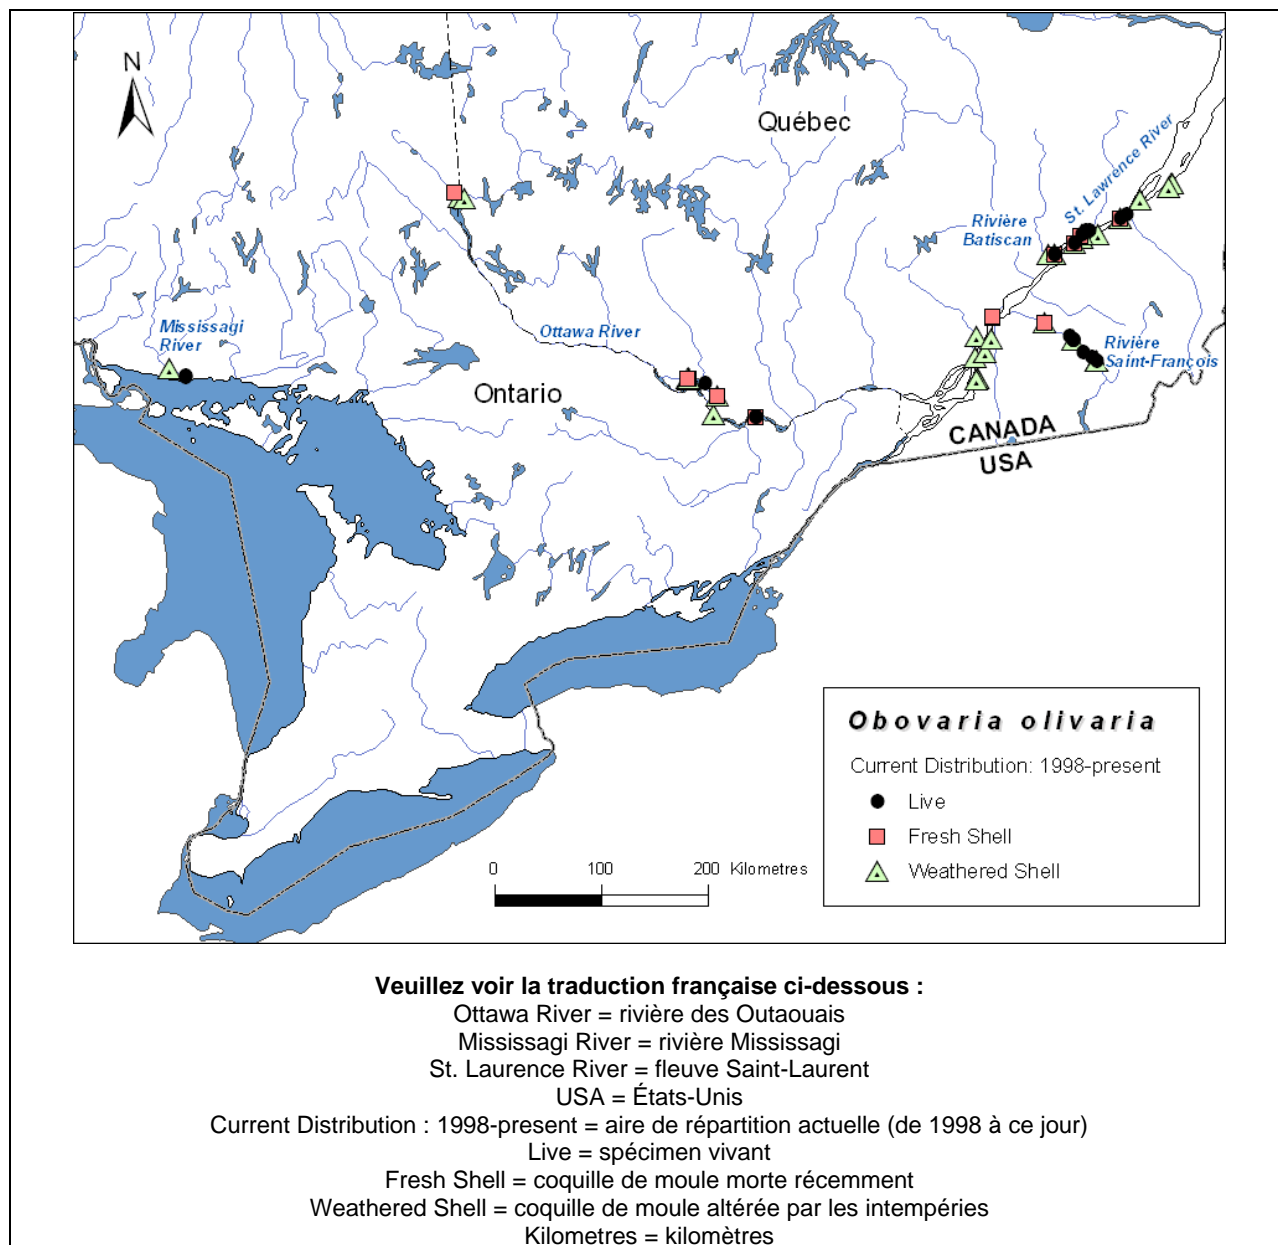 N
Québec
St. Lawrence River
Rivière
Batiscan
Mississagi
River
Ottawa River
Rivière
Saint-François
Ontario
CANADA
USA
Obovaria olivaria
Current Distribution: 1998-present
Live
Fresh Shell
Weathered Shell
0 100 200 Kilometres
Veuillez voir la traduction française ci-dessous :
Ottawa River = rivière des Outaouais
Mississagi River = rivière Mississagi
St. Laurence River = fleuve Saint-Laurent
USA = États-Unis
Current Distribution : 1998-present = aire de répartition actuelle (de 1998 à ce jour)
Live = spécimen vivant
Fresh Shell = coquille de moule morte récemment
Weathered Shell = coquille de moule altérée par les intempéries
Kilometres = kilomètres